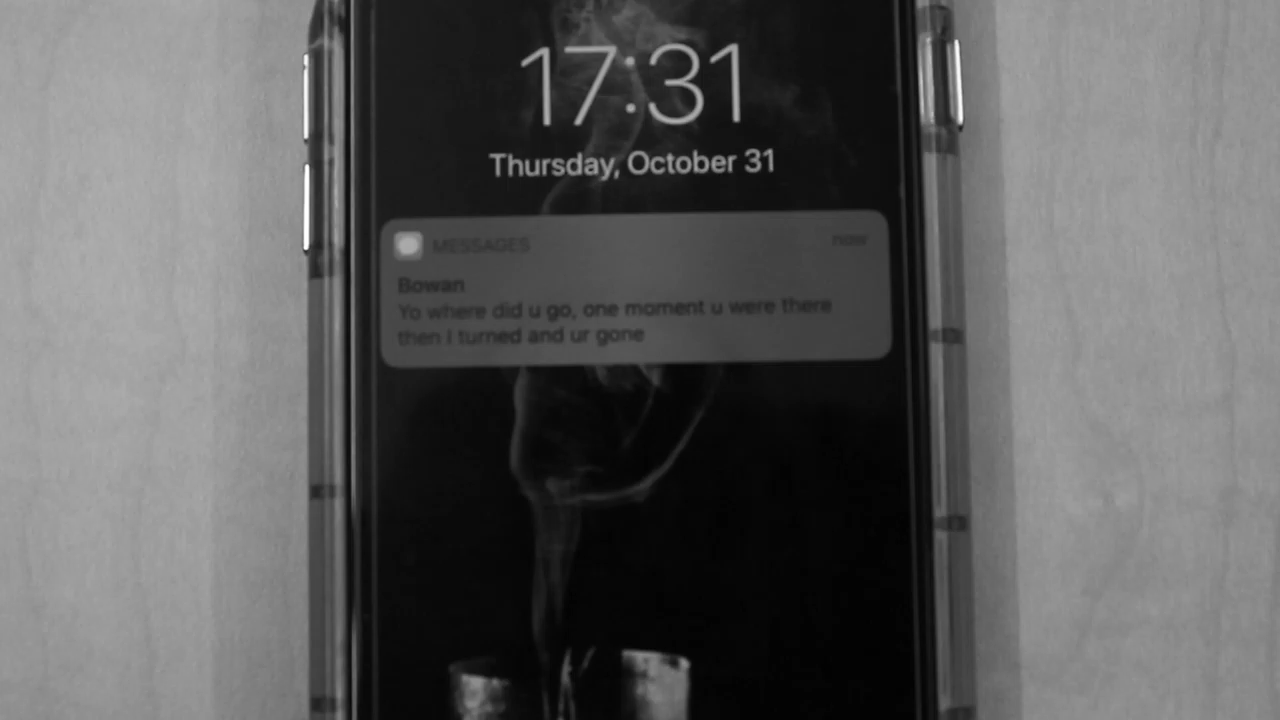 17:31
Thursday, October 31
MESSAGES now
Bowan
Yo where did u go, one moment u were there
then I turned and ur gone